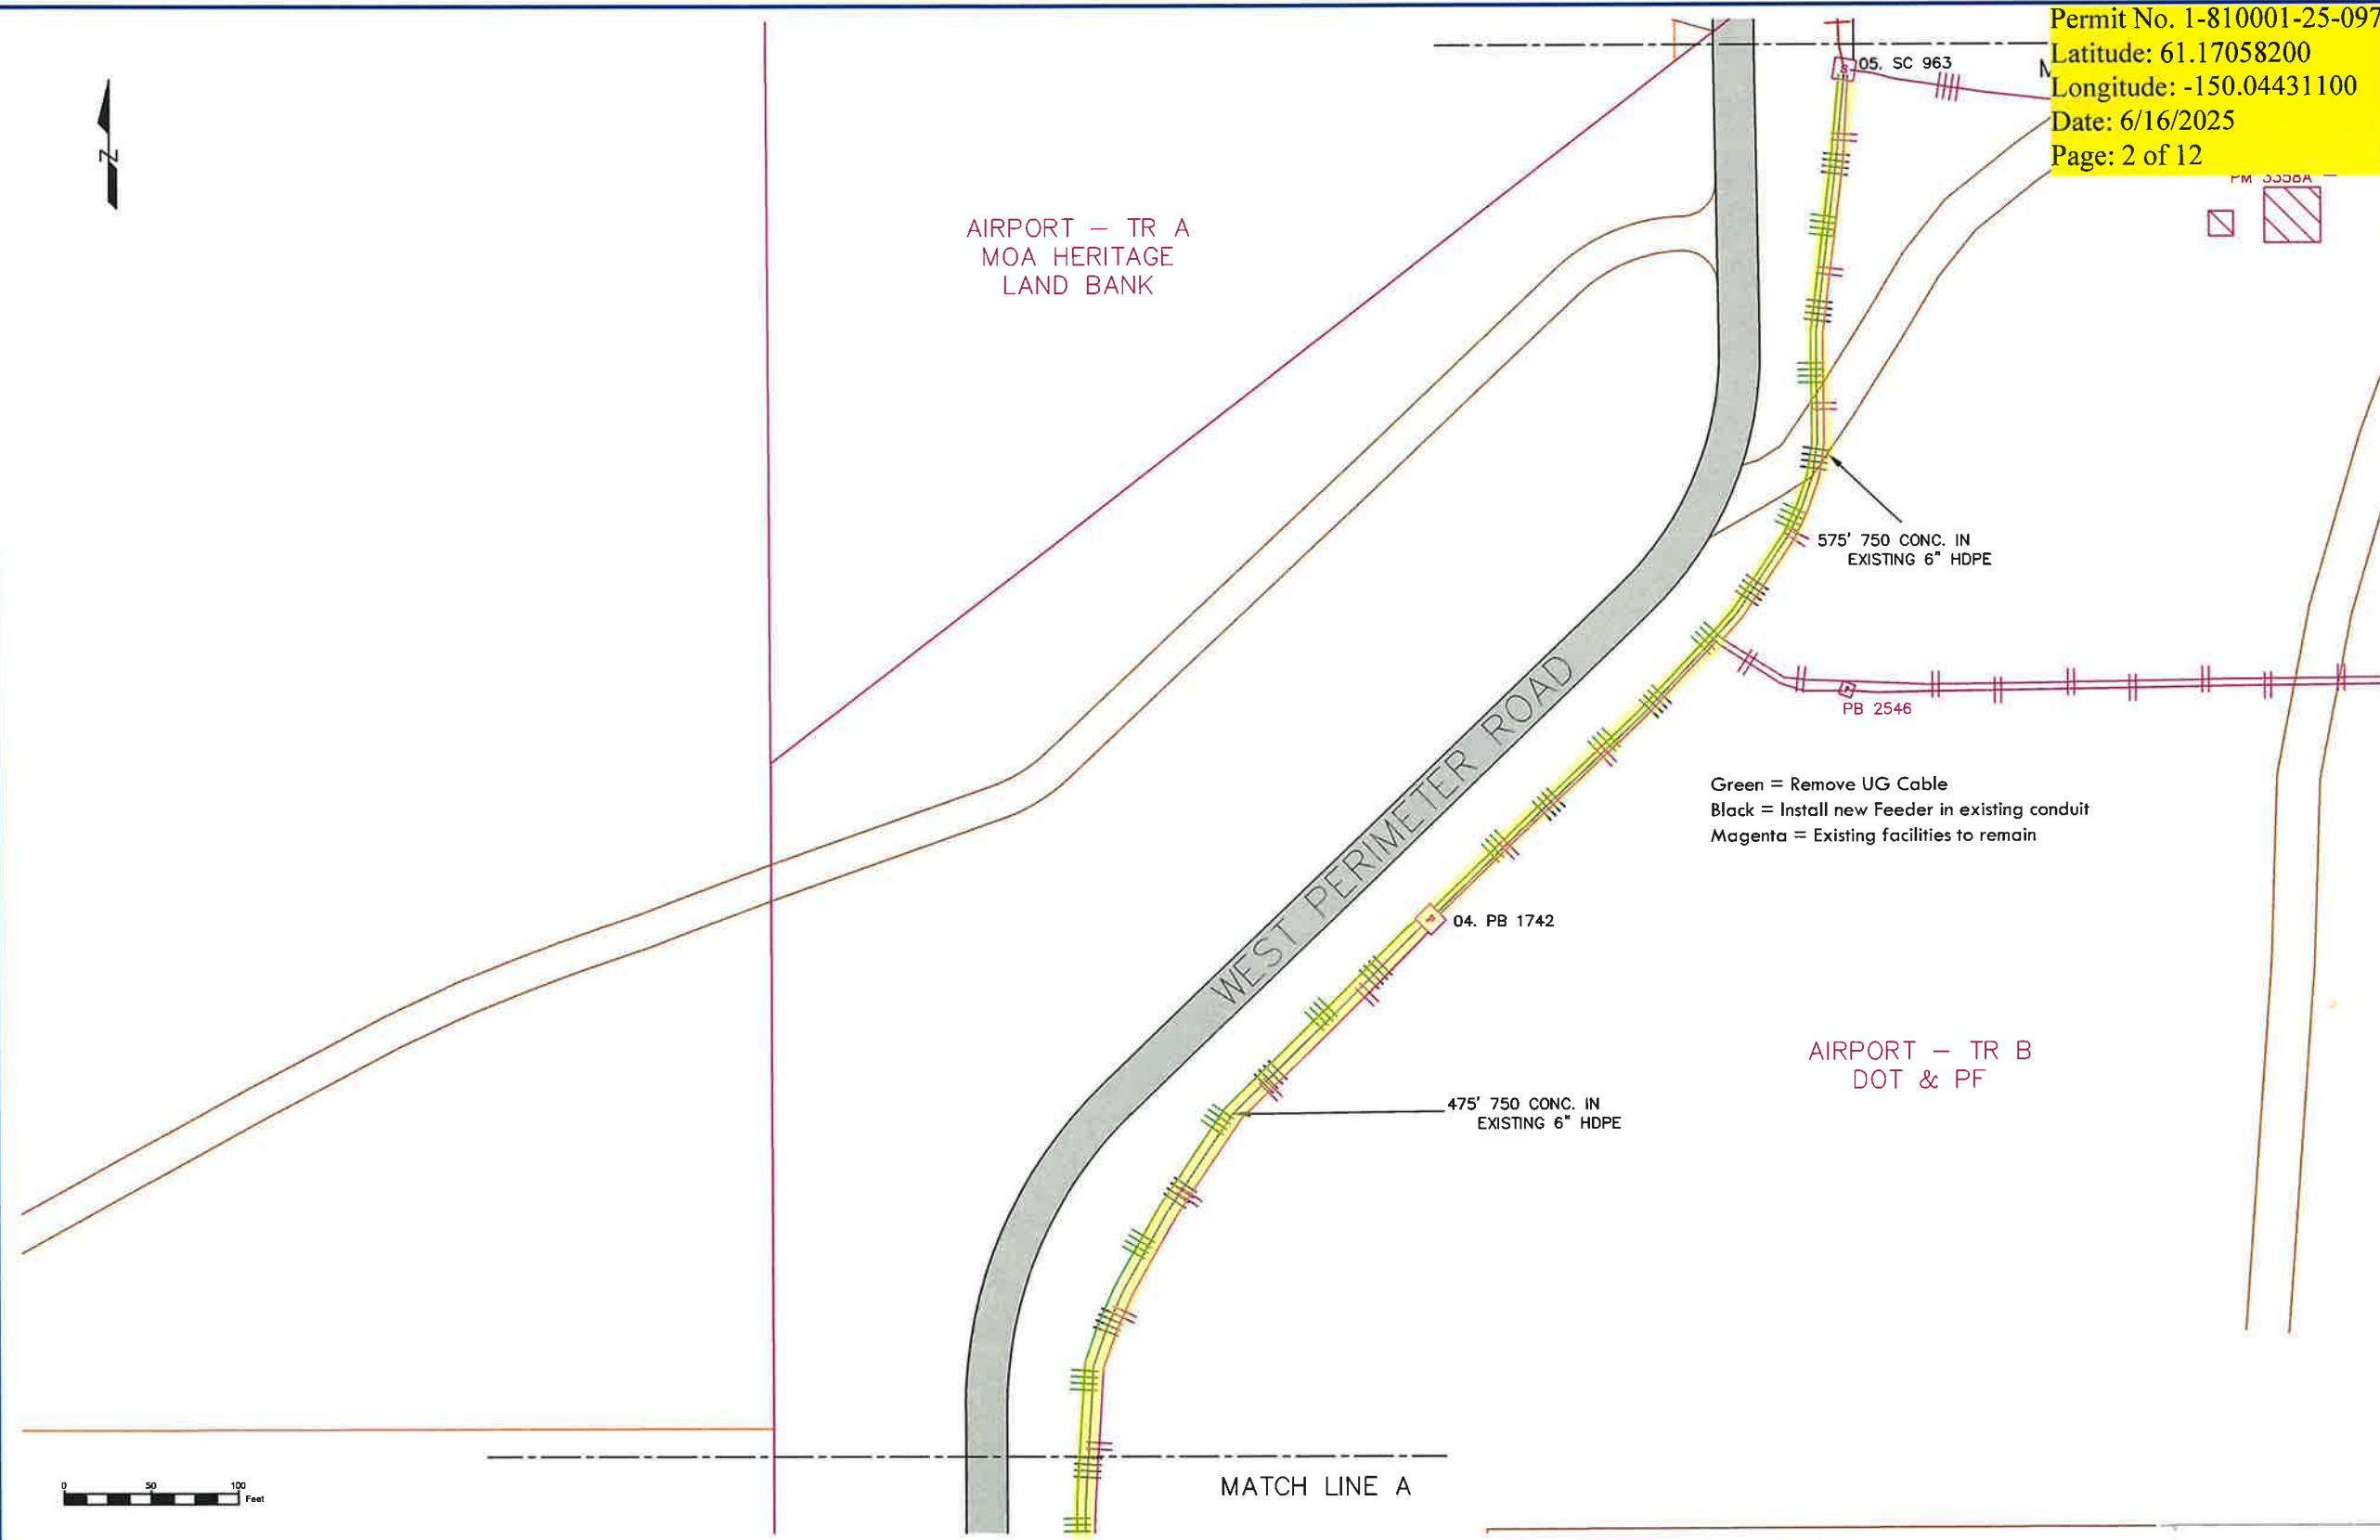 Permit No. 1-810001-25-097
Latitude: 61.17058200
Longitude: -150.04431100
Date: 6/16/2025
Page: 2 of 12
05. SC 963
M
PM 3358A
N
AIRPORT – TR A
MOA HERITAGE
LAND BANK
575' 750 CONC. IN
EXISTING 6" HDPE
PB 2546
WEST PERIMETER ROAD
Green = Remove UG Cable
Black = Install new Feeder in existing conduit
Magenta = Existing facilities to remain
04. PB 1742
AIRPORT – TR B
DOT & PF
475' 750 CONC. IN
EXISTING 6" HDPE
0 50 100
Feet
MATCH LINE A